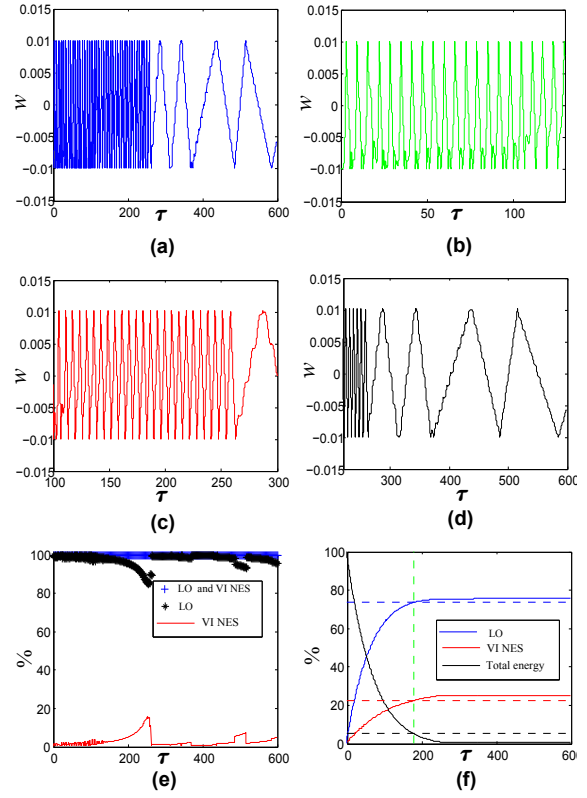 0.015 0.015
0.01 0.01
0.005 0.005
w 0 w 0
−0.005 −0.005
−0.01 −0.01
−0.015 −0.015
0 200 400 600 0 50 100
τ τ
(a) (b)
0.015 0.015
0.01 0.01
0.005 0.005
w 0 w 0
−0.005 −0.005
−0.01 −0.01
−0.015 −0.015
100 150 200 250 300 300 400 500 600
τ τ
(c) (d)
100 100
80 80
60 60
% %
40 40
20 20
0 0
LO and VI NES
LO
VI NES
LO
VI NES
Total energy
0 200 400 600 0 200 400 600
τ τ
(e) (f)